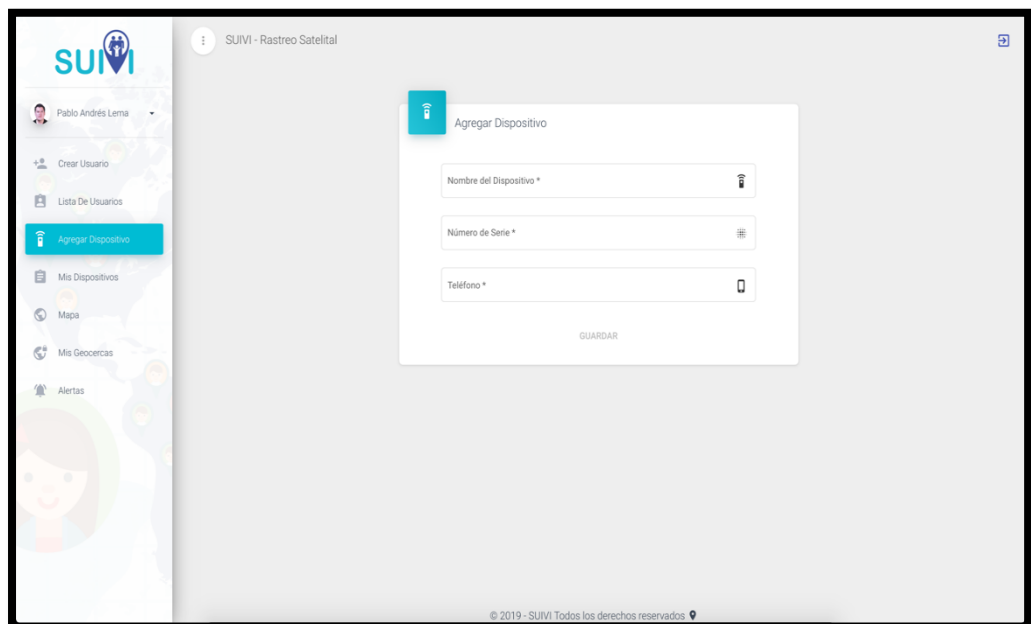 SUIVI
SUIVI - Rastreo Satelital
Pablo Andrés Lema
Crear Usuario
Lista De Usuarios
Agregar Dispositivo
Mis Dispositivos
Mapa
Mis Geocercas
Alertas
Agregar Dispositivo
Nombre del Dispositivo *
Número de Serie *
Teléfono *
GUARDAR
© 2019 - SUIVI Todos los derechos reservados